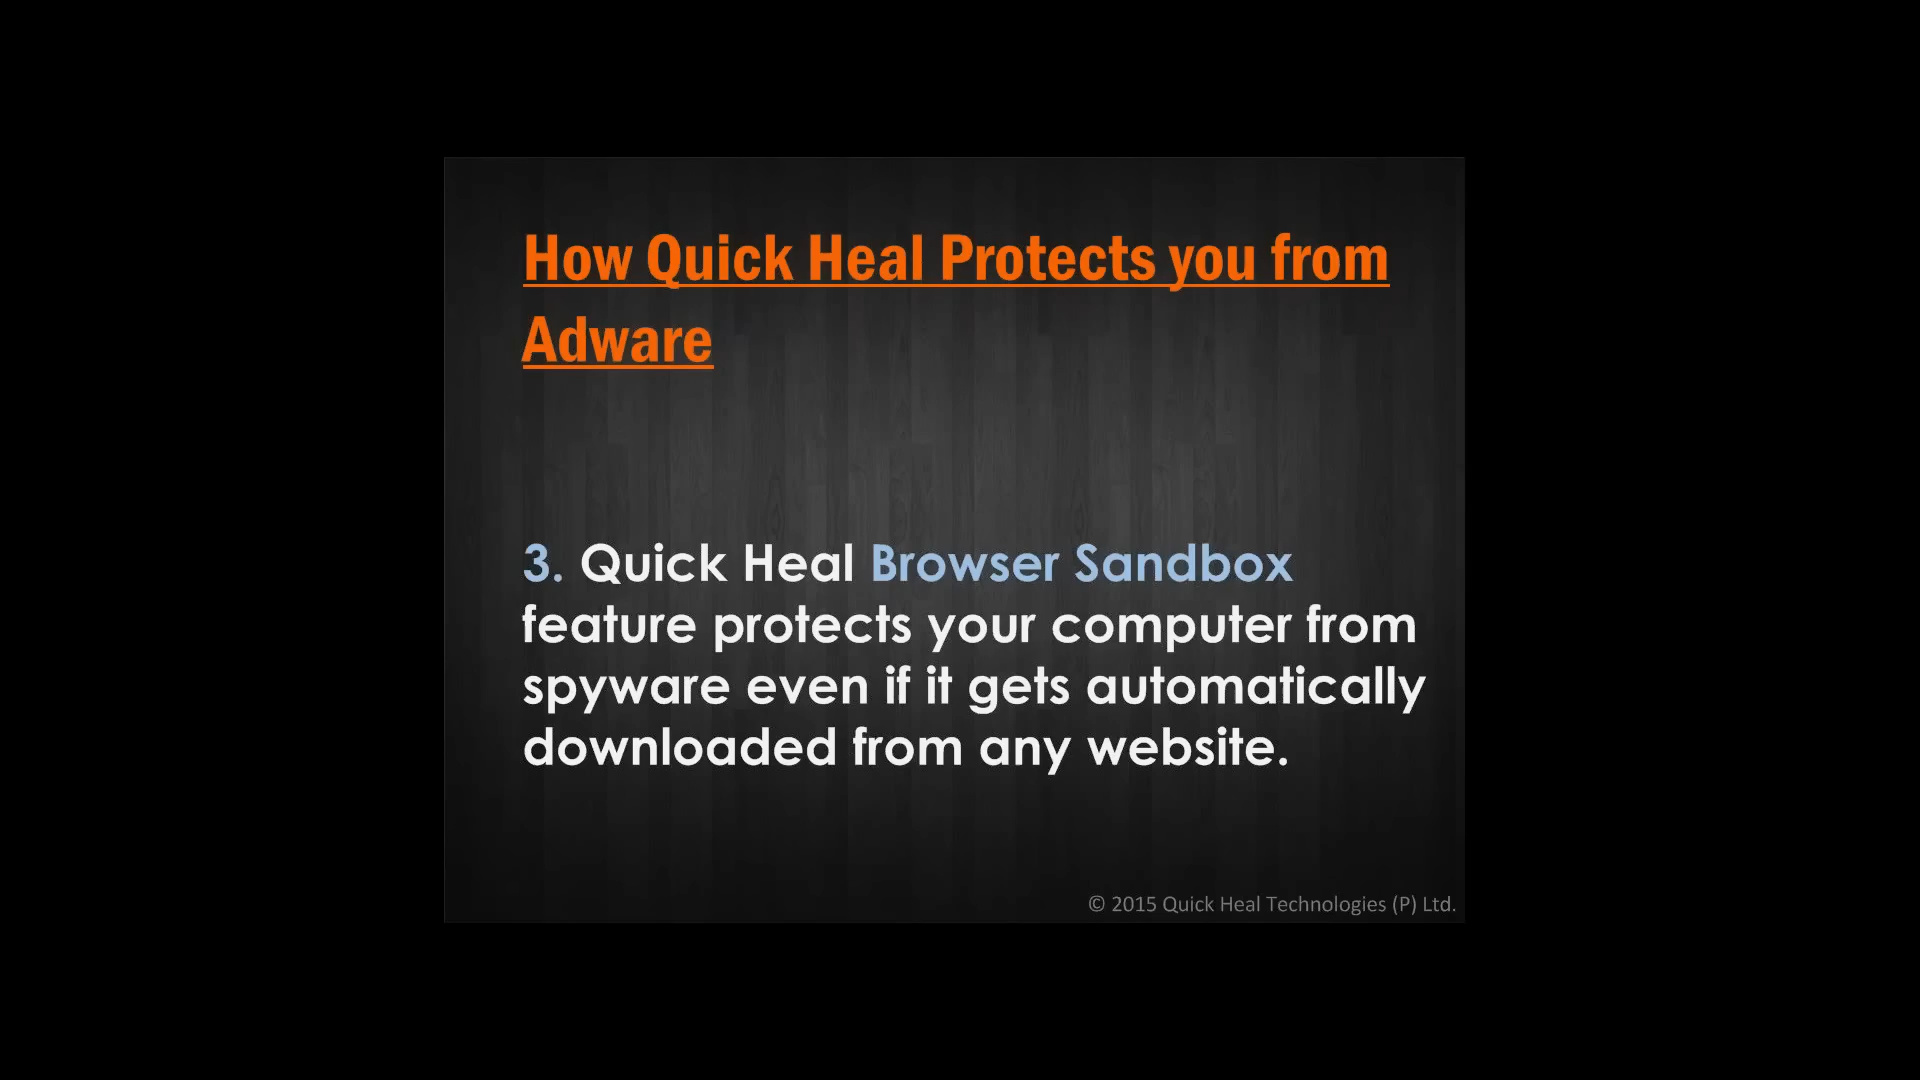 How Quick Heal Protects you from
Adware
3. Quick Heal Browser Sandbox
feature protects your computer from
spyware even if it gets automatically
downloaded from any website.
© 2015 Quick Heal Technologies (P) Ltd.